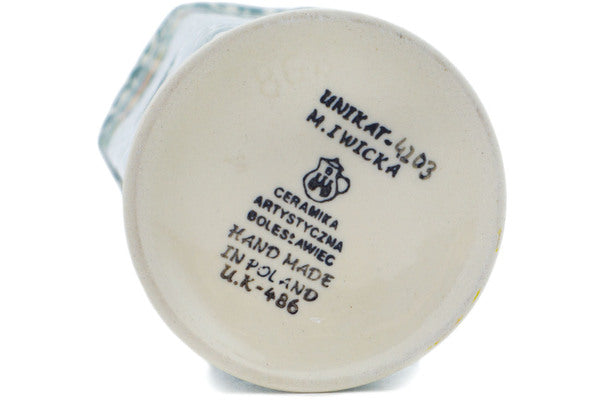 UNIKAT-4203
M.IWICKA
CERAMIKA
ARTYSTYCZNA
BOLESŁAWIEC
HAND MADE
IN POLAND
U.K-486